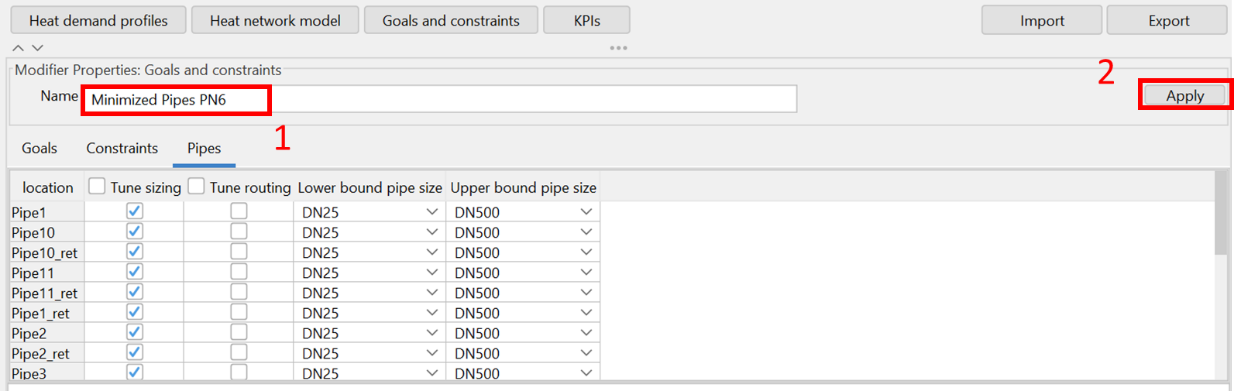 Heat demand profiles Heat network model Goals and constraints KPIs Import Export
Modifier Properties: Goals and constraints
2
Name Minimized Pipes PN6 Apply
1
Goals Constraints Pipes
location Tune sizing Tune routing Lower bound pipe size Upper bound pipe size
Pipe1 DN25 DN500
Pipe10 DN25 DN500
Pipe10_ret DN25 DN500
Pipe11 DN25 DN500
Pipe11_ret DN25 DN500
Pipe1_ret DN25 DN500
Pipe2 DN25 DN500
Pipe2_ret DN25 DN500
Pipe3 DN25 DN500